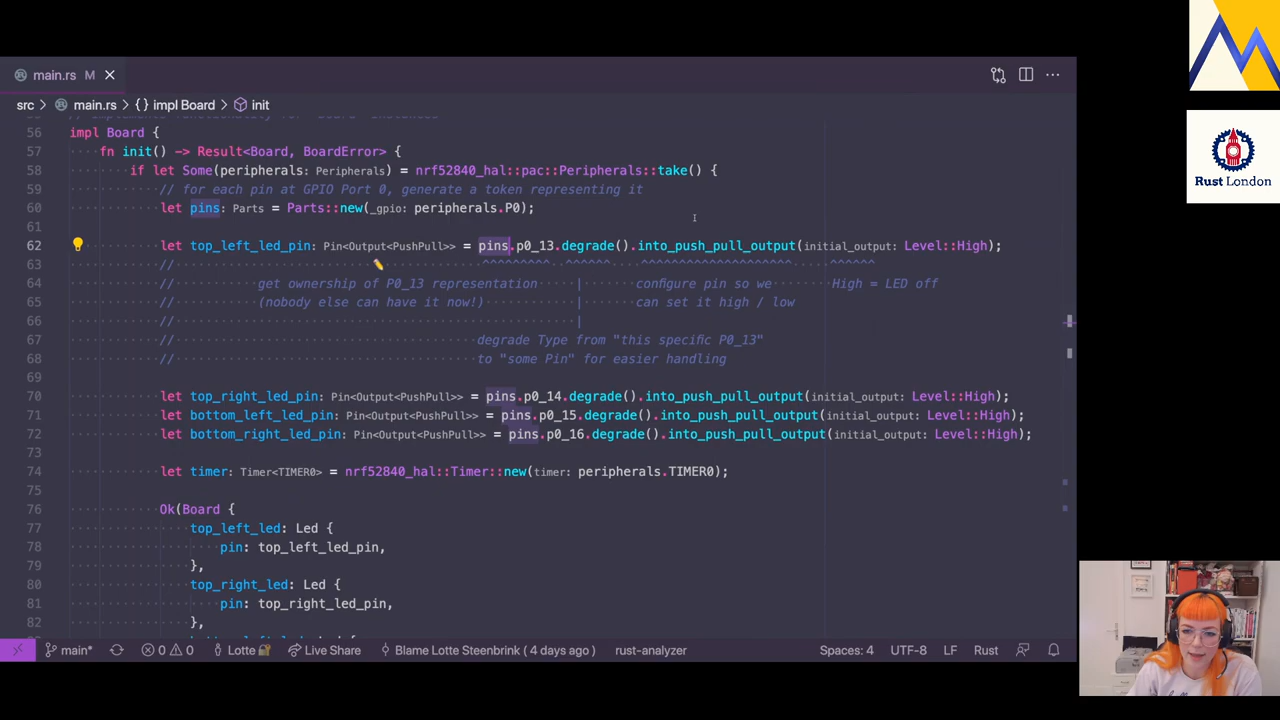 main.rs M
src > main.rs > {} impl Board > init
56 impl Board {
57 fn init() -> Result<Board, BoardError> {
58 if let Some(peripherals: Peripherals) = nrf52840_hal::pac::Peripherals::take() {
59 // for each pin at GPIO Port 0, generate a token representing it
60 let pins: Parts = Parts::new(_gpio: peripherals.P0);
61
62 let top_left_led_pin: Pin<Output<PushPull>> = pins.p0_13.degrade().into_push_pull_output(initial_output: Level::High);
63 // ^^^^^^^^^ ^^^^^^ ^^^^^^^^^^^^^^^^^^^^ ^^^^^^
64 // get ownership of P0_13 representation | configure pin so we High = LED off
65 // (nobody else can have it now!) | can set it high / low
66 // |
67 // degrade Type from "this specific P0_13"
68 // to "some Pin" for easier handling
69
70 let top_right_led_pin: Pin<Output<PushPull>> = pins.p0_14.degrade().into_push_pull_output(initial_output: Level::High);
71 let bottom_left_led_pin: Pin<Output<PushPull>> = pins.p0_15.degrade().into_push_pull_output(initial_output: Level::High);
72 let bottom_right_led_pin: Pin<Output<PushPull>> = pins.p0_16.degrade().into_push_pull_output(initial_output: Level::High);
73
74 let timer: Timer<TIMER0> = nrf52840_hal::Timer::new(timer: peripherals.TIMER0);
75
76 Ok(Board {
77 top_left_led: Led {
78 pin: top_left_led_pin,
79 },
80 top_right_led: Led {
81 pin: top_right_led_pin,
82 },
main* 0 0 Lotte Live Share Blame Lotte Steenbrink ( 4 days ago ) rust-analyzer Spaces: 4 UTF-8 LF Rust
Rust London